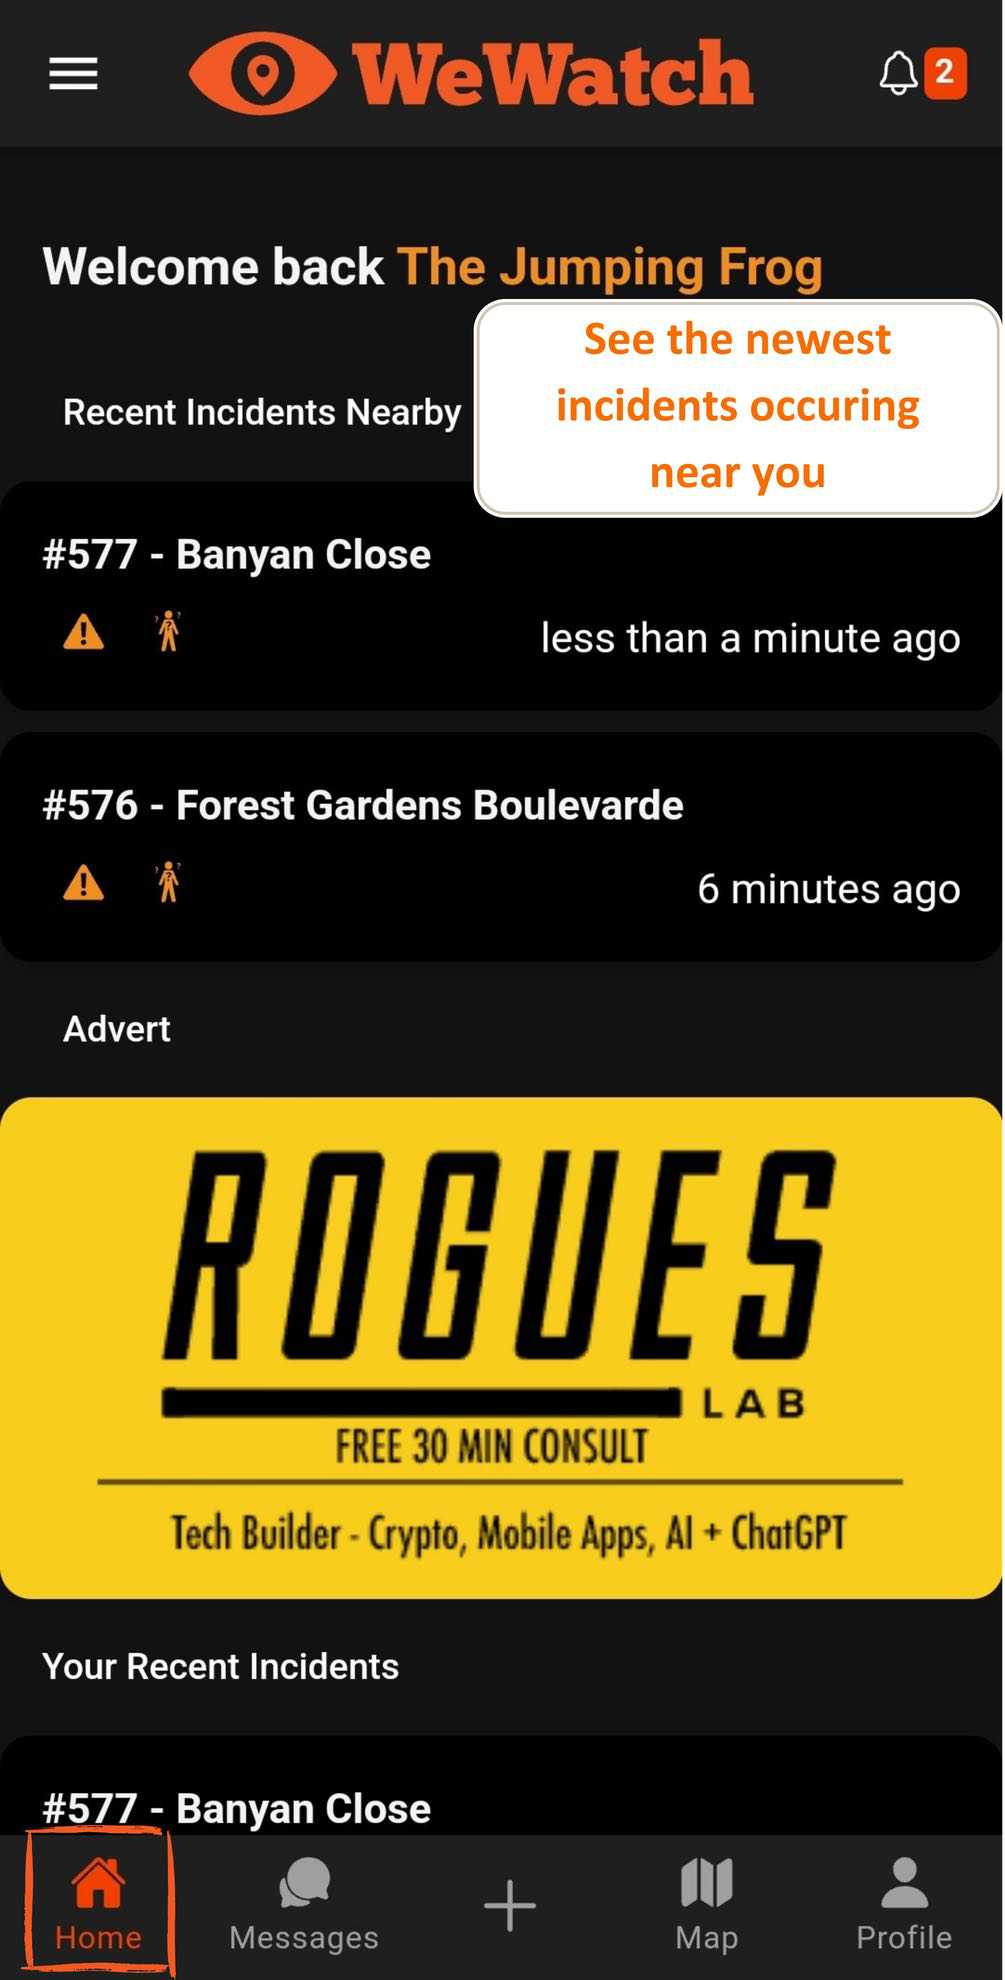 WeWatch
2
Welcome back The Jumping Frog
See the newest
incidents occuring
near you
Recent Incidents Nearby
#577 - Banyan Close
less than a minute ago
#576 - Forest Gardens Boulevarde
6 minutes ago
Advert
ROGUES
LAB
FREE 30 MIN CONSULT
Tech Builder - Crypto, Mobile Apps, AI + ChatGPT
Your Recent Incidents
#577 - Banyan Close
Home
Messages
Map
Profile